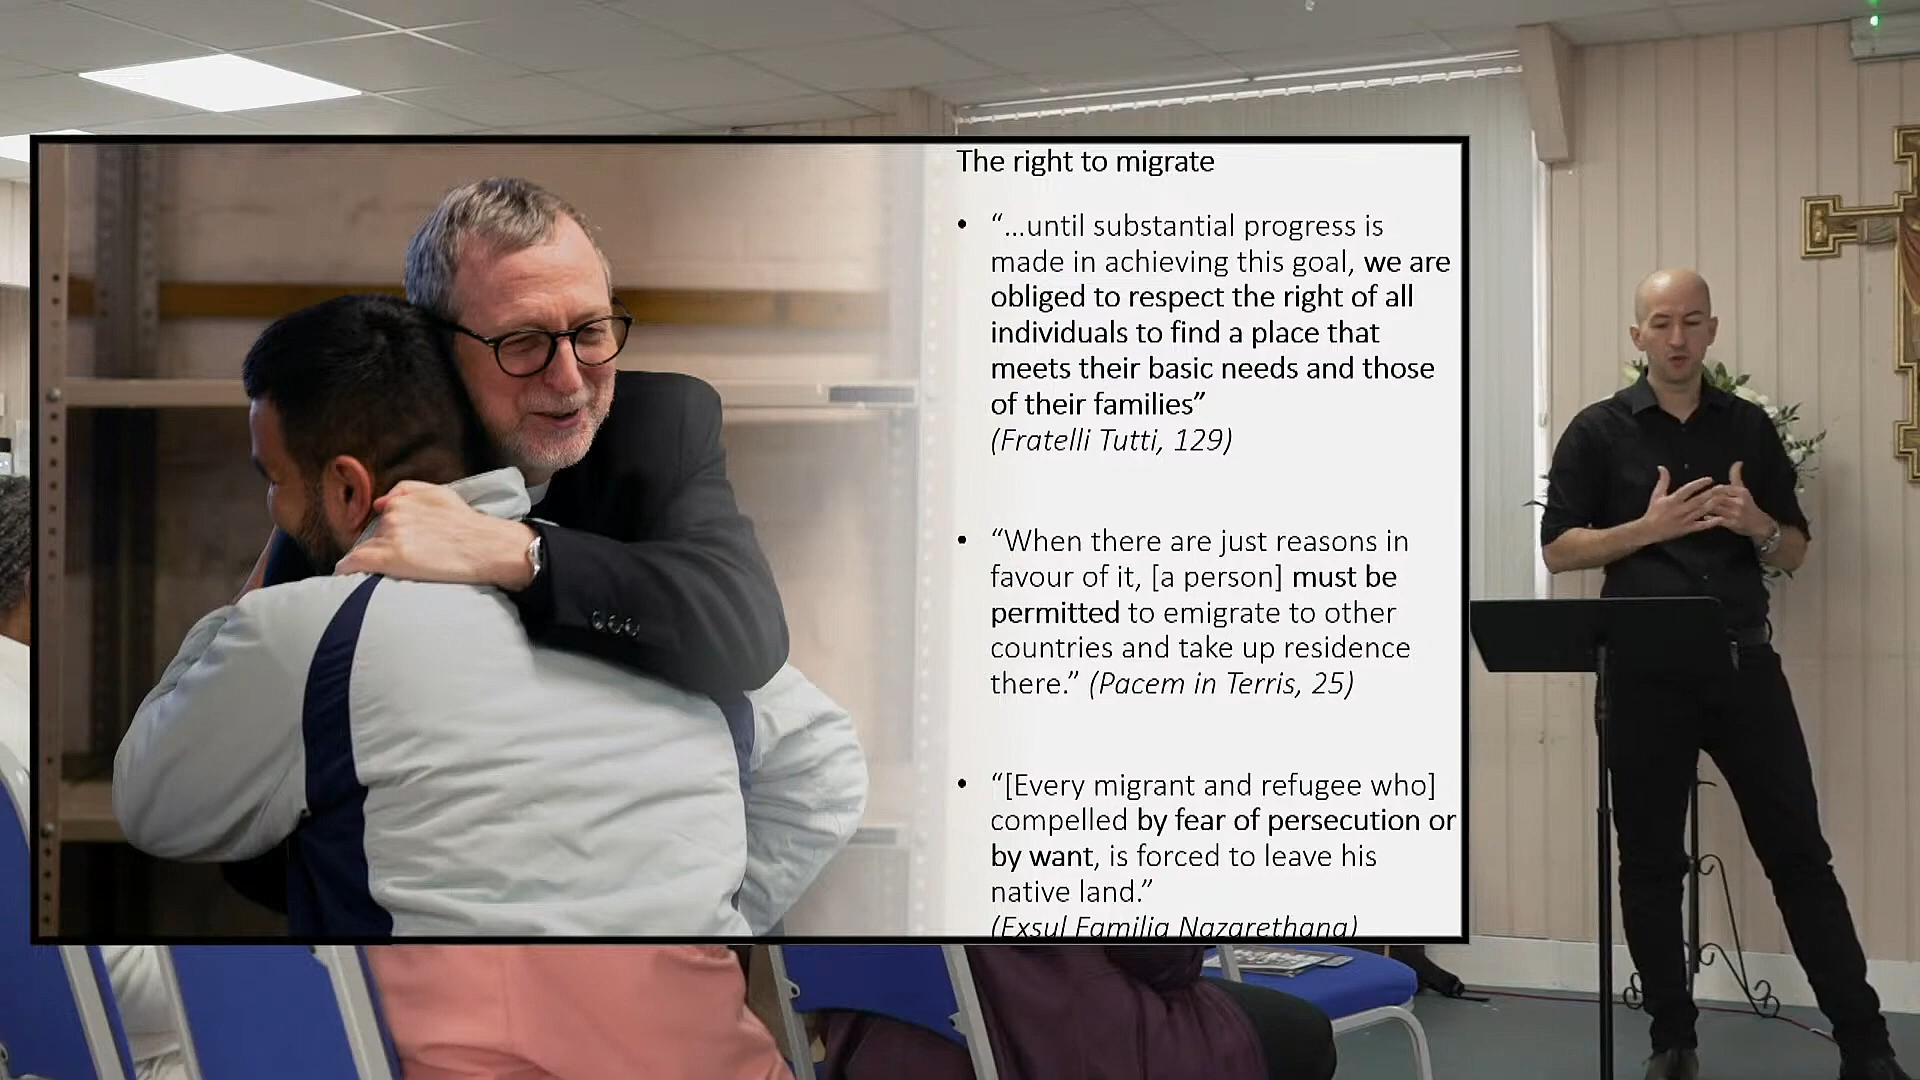 The right to migrate
• “...until substantial progress is
made in achieving this goal, we are
obliged to respect the right of all
individuals to find a place that
meets their basic needs and those
of their families”
(Fratelli Tutti, 129)
• “When there are just reasons in
favour of it, [a person] must be
permitted to emigrate to other
countries and take up residence
there.” (Pacem in Terris, 25)
• “[Every migrant and refugee who]
compelled by fear of persecution or
by want, is forced to leave his
native land.”
(Exsul Familia Nazarethana)